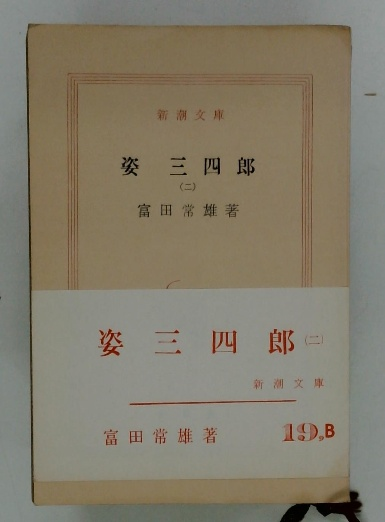 新潮文庫
姿 三四郎
(二)
富田常雄著
姿三四郎(二)
新潮文庫
富田常雄著 19,B